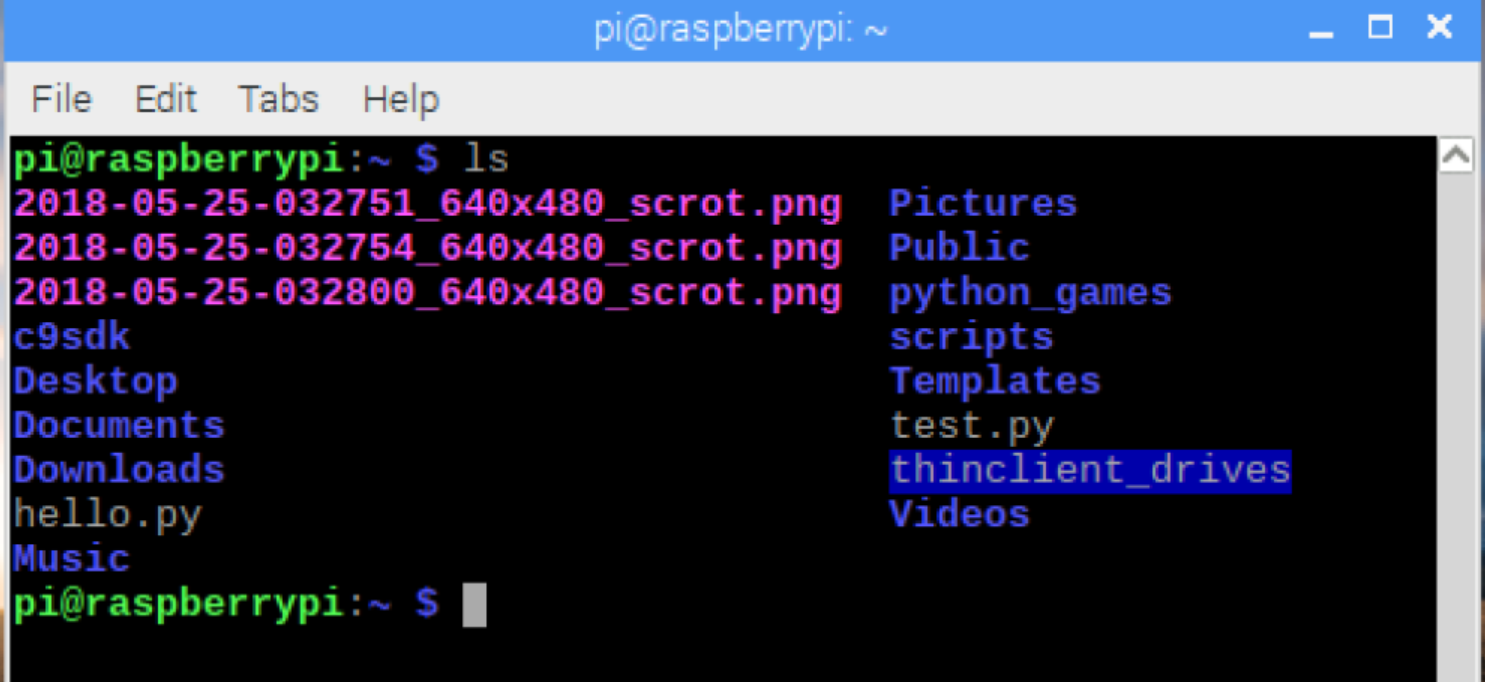 pi@raspberrypi: ~
File Edit Tabs Help
pi@raspberrypi:~ $ ls
2018-05-25-032751_640x480_scrot.png Pictures
2018-05-25-032754_640x480_scrot.png Public
2018-05-25-032800_640x480_scrot.png python_games
c9sdk scripts
Desktop Templates
Documents test.py
Downloads thinclient_drives
hello.py Videos
Music
pi@raspberrypi:~ $